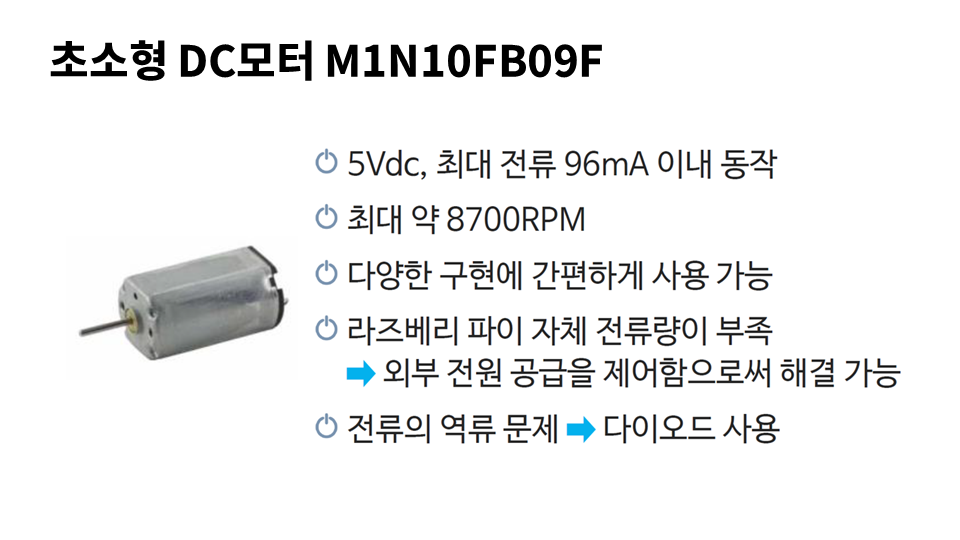 초소형 DC모터 M1N10FB09F
5Vdc, 최대 전류 96mA 이내 동작
최대 약 8700RPM
다양한 구현에 간편하게 사용 가능
라즈베리 파이 자체 전류량이 부족
➡ 외부 전원 공급을 제어함으로써 해결 가능
전류의 역류 문제 ➡ 다이오드 사용